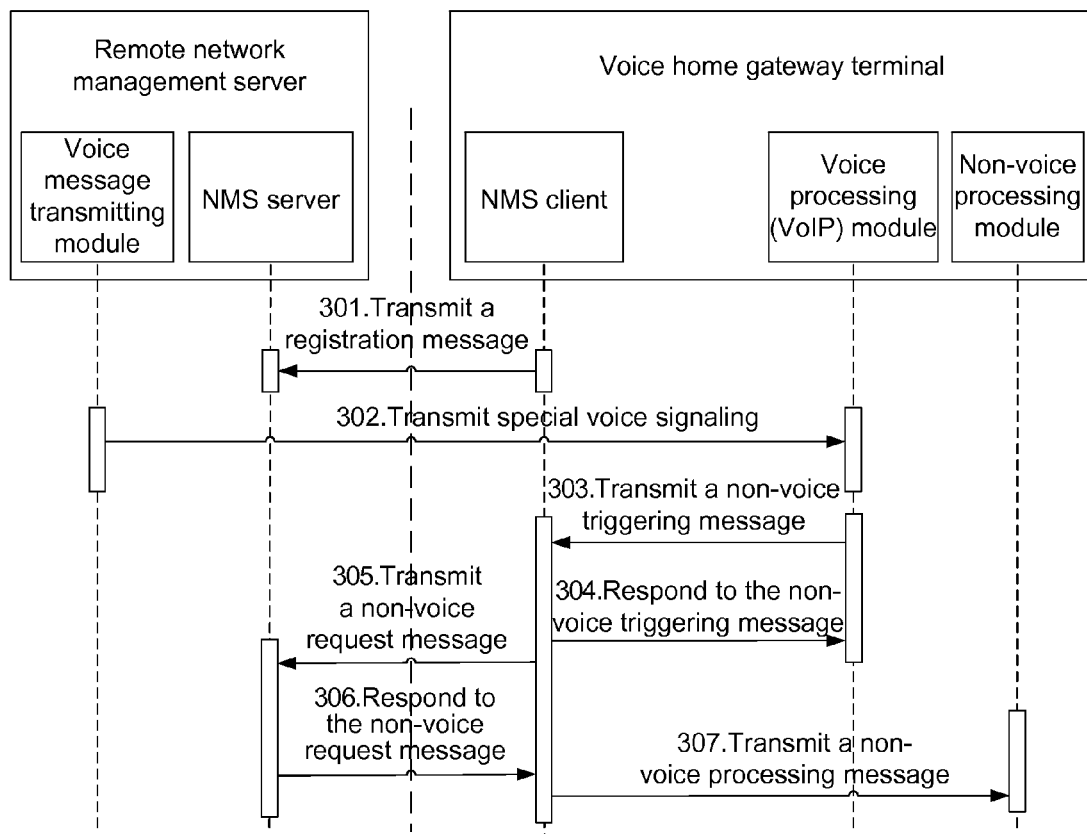 Remote network
management server
Voice home gateway terminal
Voice
message
transmitting
module
NMS server
NMS client
Voice
processing
(VoIP) module
Non-voice
processing
module
301.Transmit a
registration message
302.Transmit special voice signaling
303.Transmit a non-voice
triggering message
305.Transmit
a non-voice
request message
304.Respond to the non-
voice triggering message
306.Respond to
the non-voice
request message
307.Transmit a non-
voice processing message